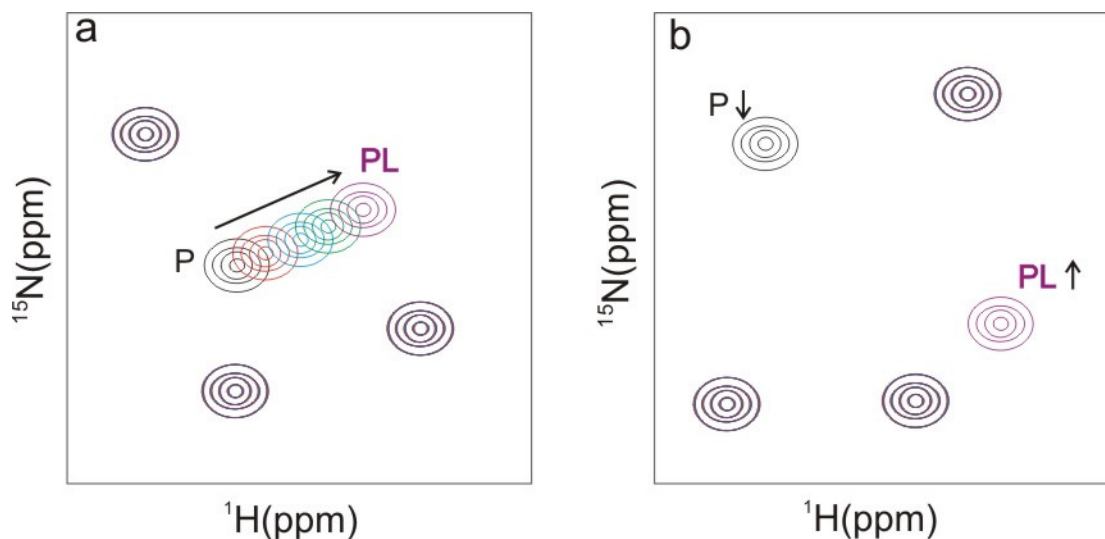 a
PL
P
¹⁵N(ppm)
¹H(ppm)
b
P ↓
PL ↑
¹⁵N(ppm)
¹H(ppm)